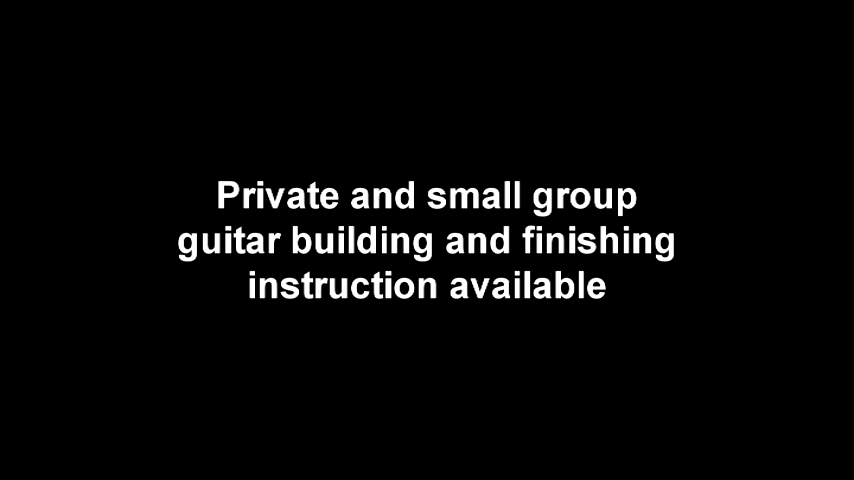 Private and small group
guitar building and finishing
instruction available